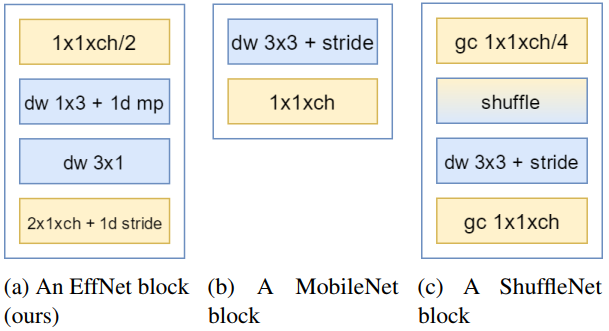 1x1xch/2
dw 1x3 + 1d mp
dw 3x1
2x1xch + 1d stride
(a) An EffNet block
(ours)
dw 3x3 + stride
1x1xch
(b) A MobileNet
block
gc 1x1xch/4
shuffle
dw 3x3 + stride
gc 1x1xch
(c) A ShuffleNet
block